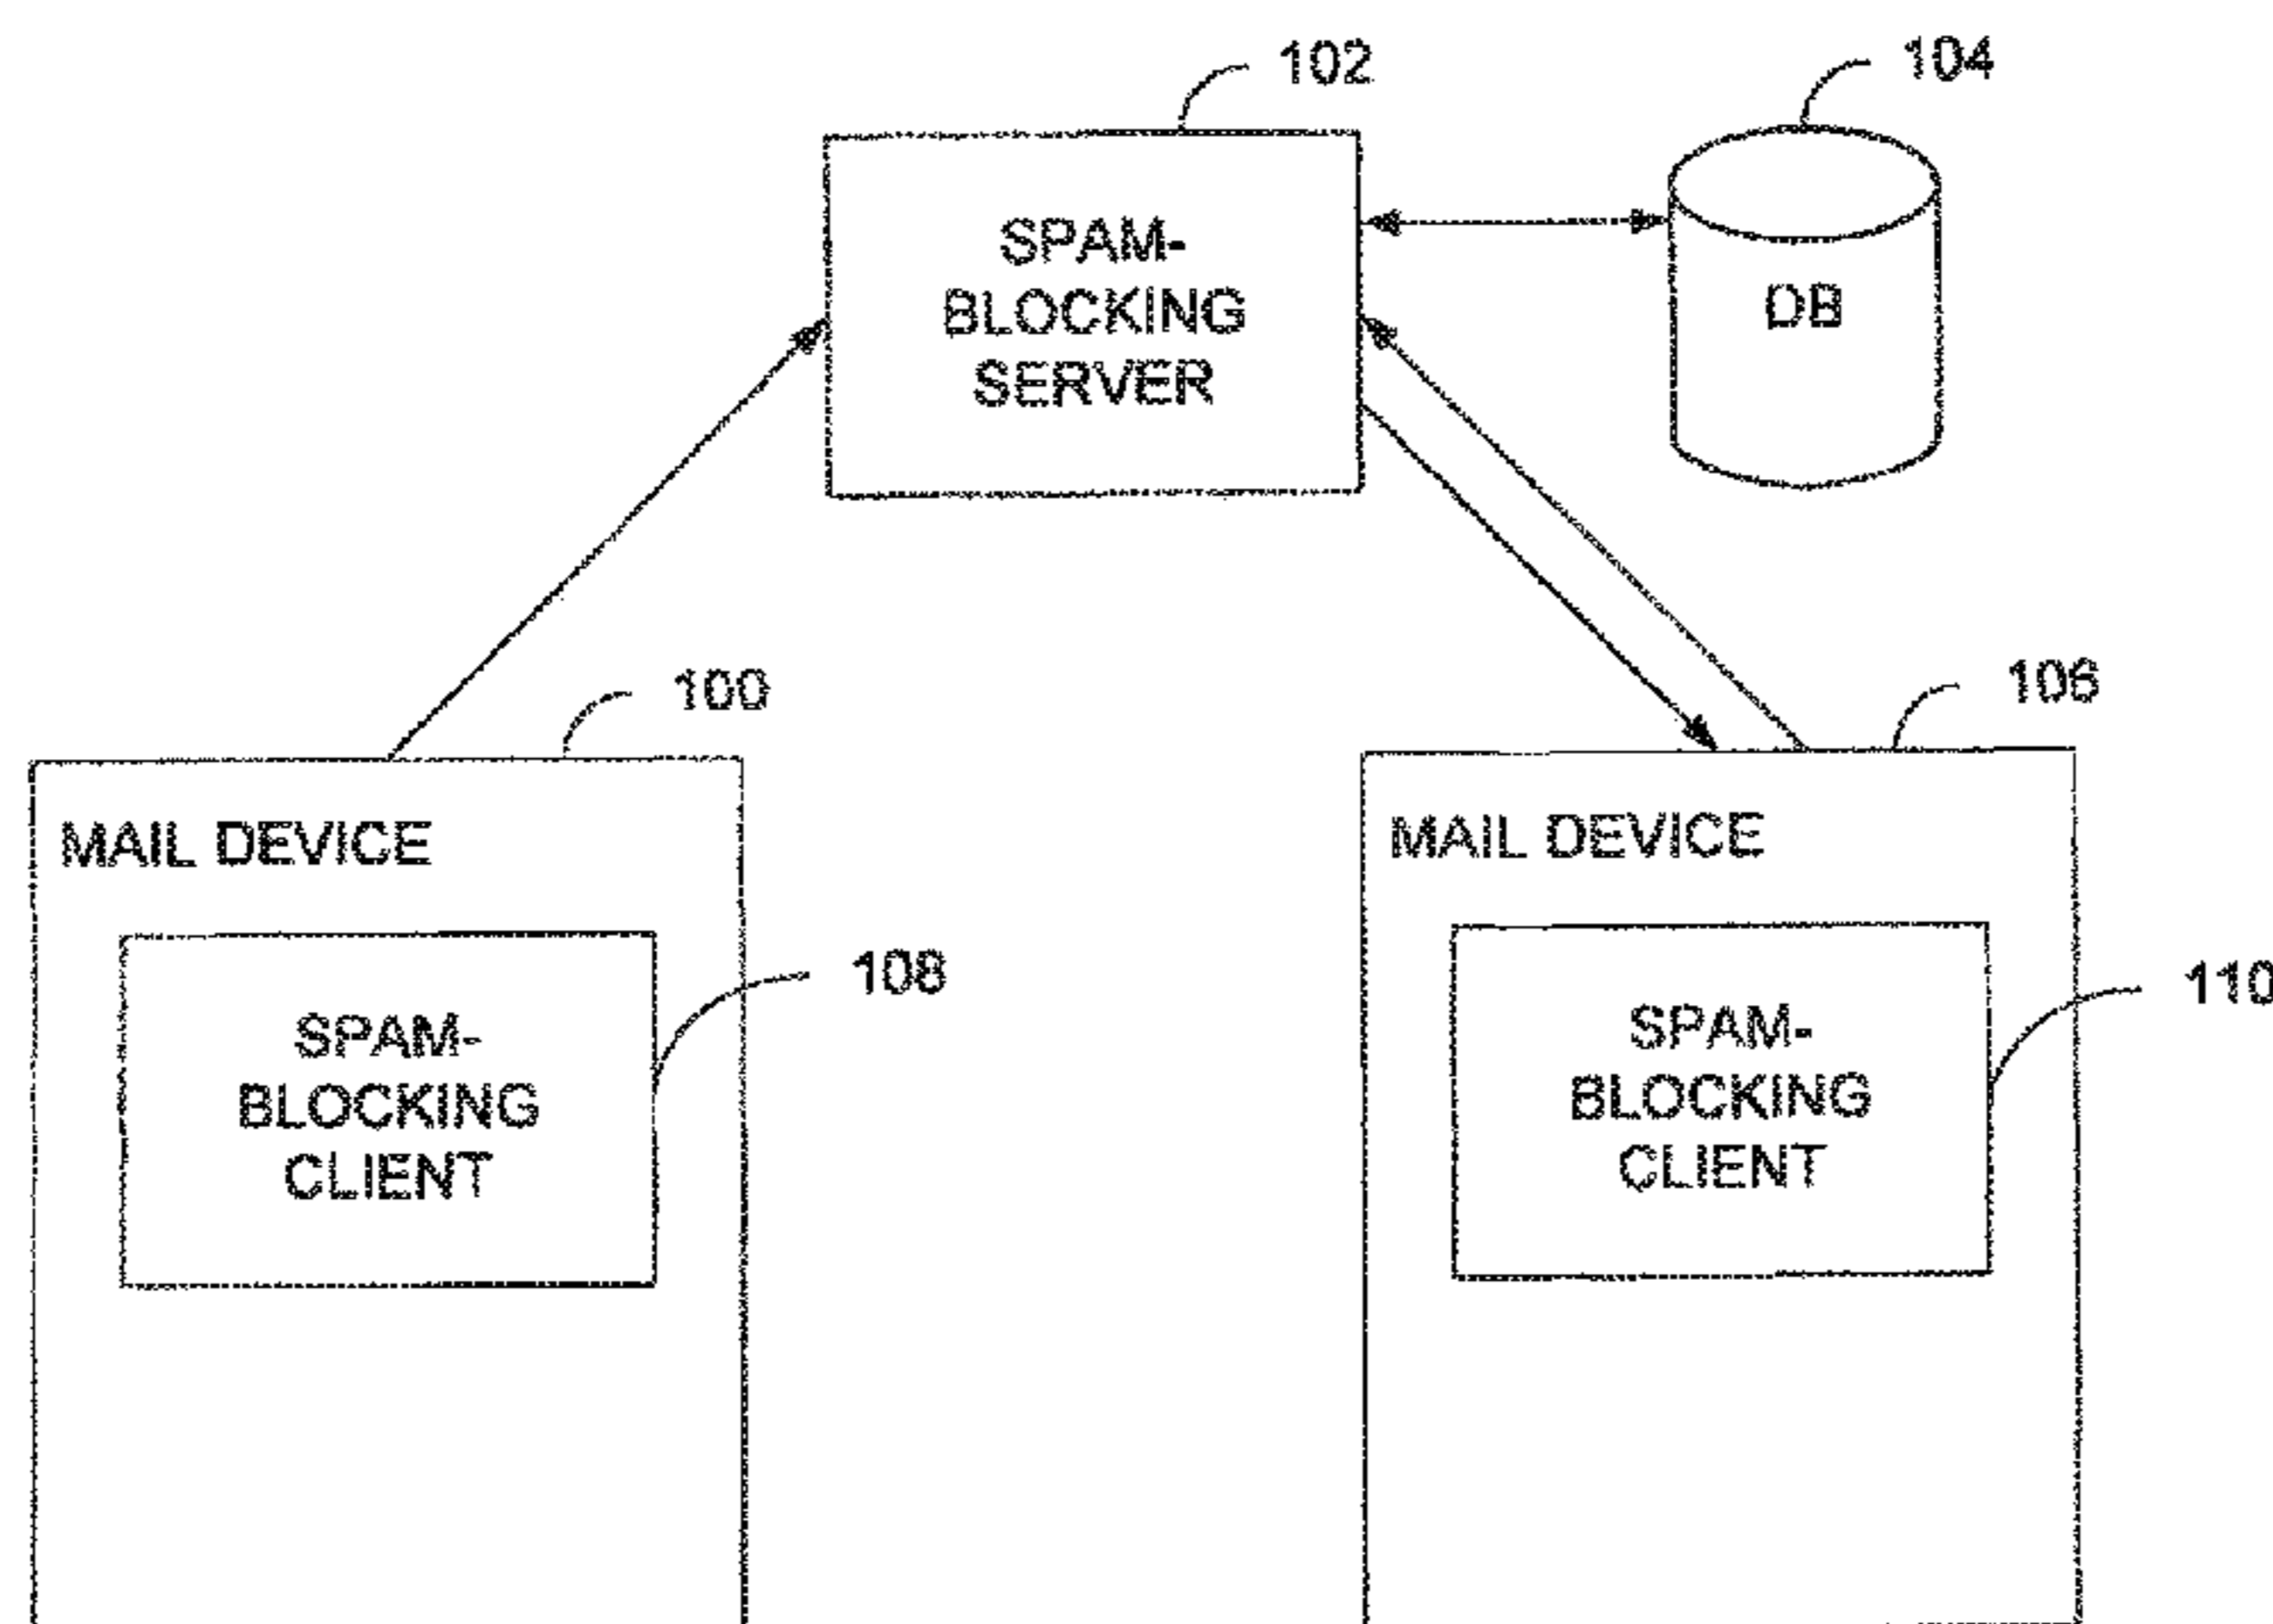 102
104
SPAM-
BLOCKING
SERVER
DB
100
106
MAIL DEVICE
MAIL DEVICE
108
110
SPAM-
BLOCKING
CLIENT
SPAM-
BLOCKING
CLIENT